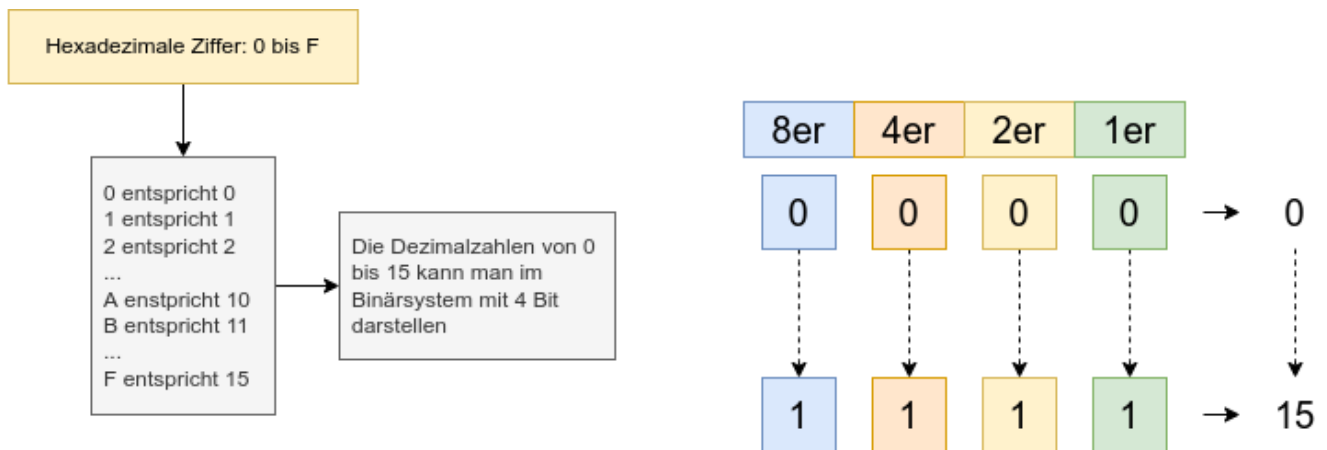 Hexadezimale Ziffer: 0 bis F
0 entspricht 0
1 entspricht 1
2 entspricht 2
...
A enstpricht 10
B entspricht 11
...
F entspricht 15
Die Dezimalzahlen von 0
bis 15 kann man im
Binärsystem mit 4 Bit
darstellen
8er 4er 2er 1er
0 0 0 0 0
1 1 1 1 15